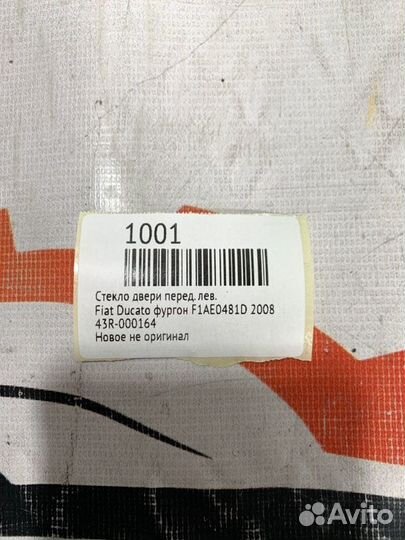 1001
Стекло двери перед. лев.
Fiat Ducato фургон F1AE0481D 2008
43R-000164
Новое не оригинал
Avito